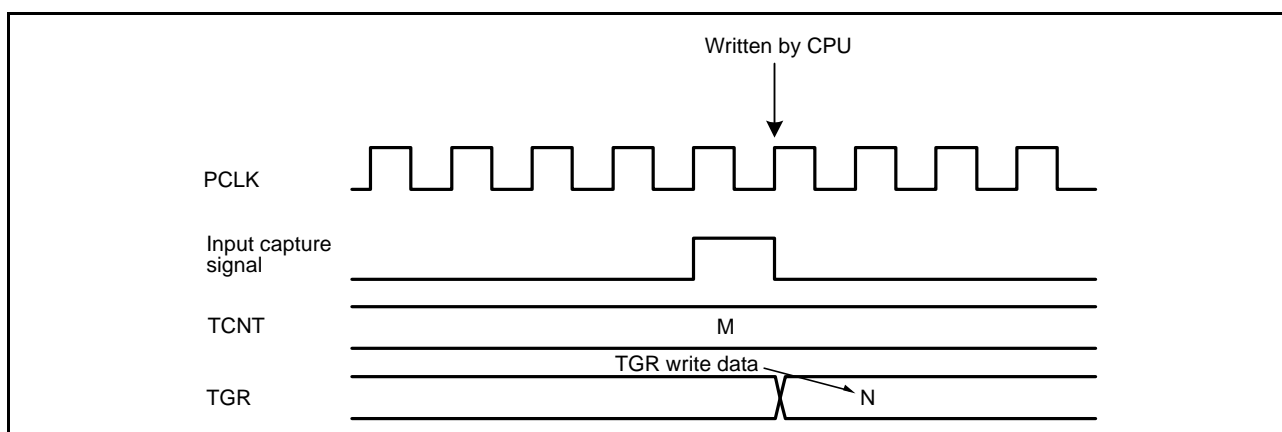 Written by CPU
PCLK
Input capture
signal
TCNT
M
TGR write data
TGR
N